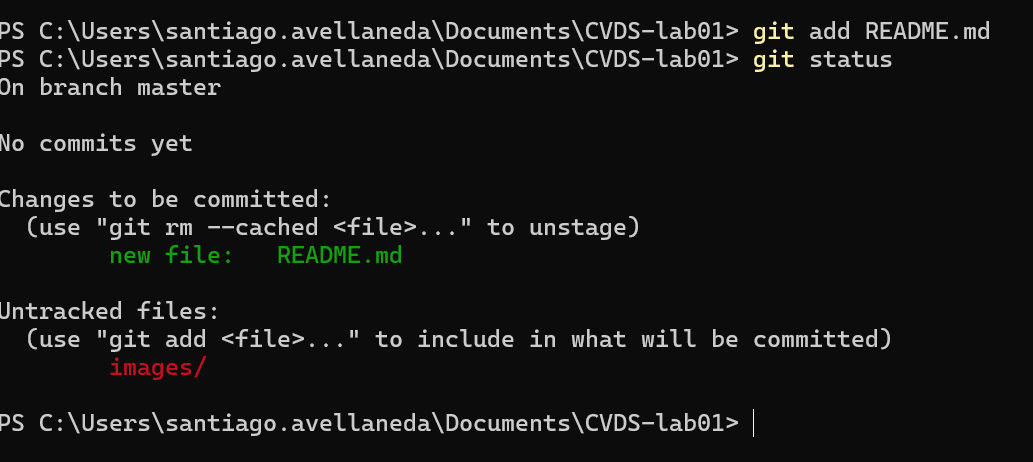 PS C:\Users\santiago.avellaneda\Documents\CVDS-lab01> git add README.md
PS C:\Users\santiago.avellaneda\Documents\CVDS-lab01> git status
On branch master
No commits yet
Changes to be committed:
  (use "git rm --cached <file>..." to unstage)
        new file:   README.md
Untracked files:
  (use "git add <file>..." to include in what will be committed)
        images/
PS C:\Users\santiago.avellaneda\Documents\CVDS-lab01>